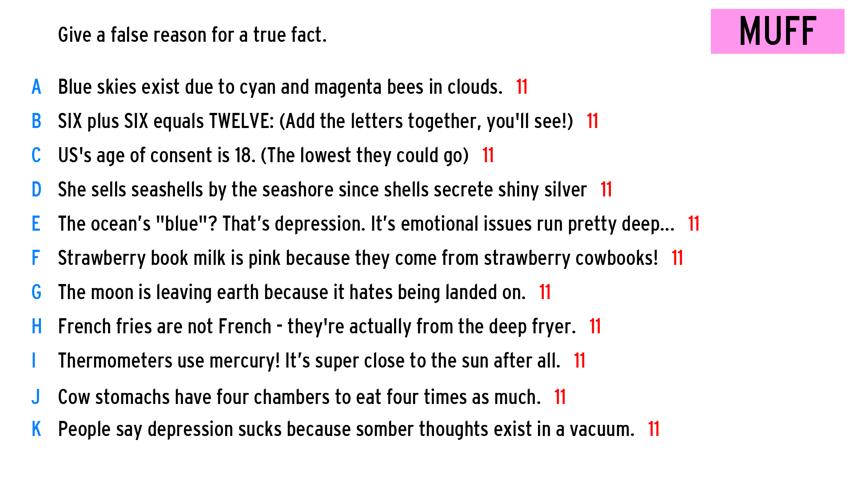 Give a false reason for a true fact.
MUFF
A Blue skies exist due to cyan and magenta bees in clouds. 11
B SIX plus SIX equals TWELVE: (Add the letters together, you'll see!) 11
C US's age of consent is 18. (The lowest they could go) 11
D She sells seashells by the seashore since shells secrete shiny silver 11
E The ocean’s "blue"? That’s depression. It’s emotional issues run pretty deep... 11
F Strawberry book milk is pink because they come from strawberry cowbooks! 11
G The moon is leaving earth because it hates being landed on. 11
H French fries are not French - they're actually from the deep fryer. 11
I Thermometers use mercury! It’s super close to the sun after all. 11
J Cow stomachs have four chambers to eat four times as much. 11
K People say depression sucks because somber thoughts exist in a vacuum. 11